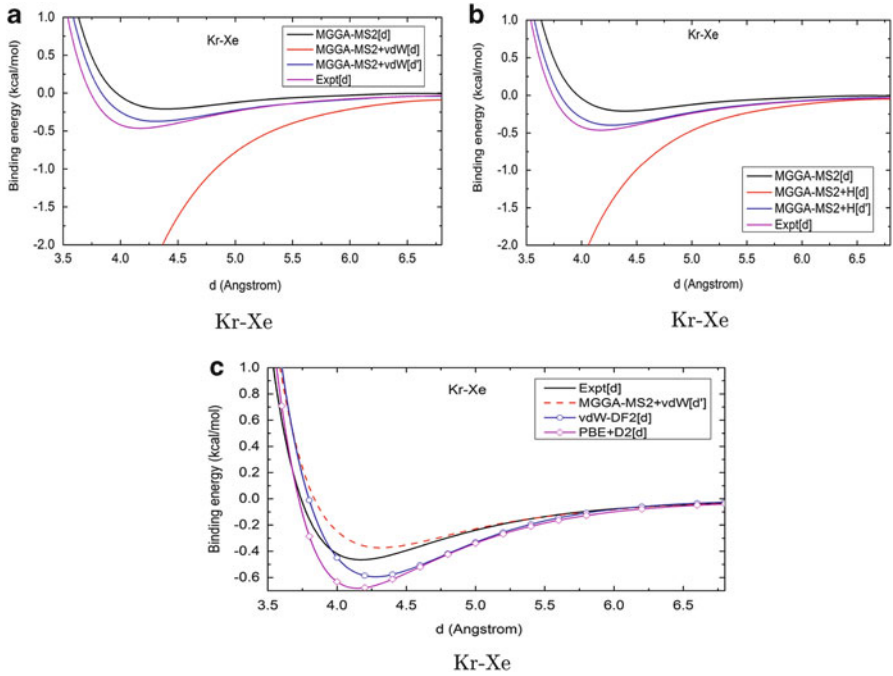 a
Kr-Xe
MGGA-MS2[d]
MGGA-MS2+vdW[d]
MGGA-MS2+vdW[d']
Expt[d]
Binding energy (kcal/mol)
1.0
0.5
0.0
-0.5
-1.0
-1.5
-2.0
3.5 4.0 4.5 5.0 5.5 6.0 6.5
d (Angstrom)
Kr-Xe
b
Kr-Xe
MGGA-MS2[d]
MGGA-MS2+H[d]
MGGA-MS2+H[d']
Expt[d]
Binding energy (kcal/mol)
1.0
0.5
0.0
-0.5
-1.0
-1.5
-2.0
3.5 4.0 4.5 5.0 5.5 6.0 6.5
d (Angstrom)
Kr-Xe
c
Kr-Xe
Expt[d]
MGGA-MS2+vdW[d']
vdW-DF2[d]
PBE+D2[d]
Binding energy (kcal/mol)
1.0
0.8
0.6
0.4
0.2
0.0
-0.2
-0.4
-0.6
3.5 4.0 4.5 5.0 5.5 6.0 6.5
d (Angstrom)
Kr-Xe